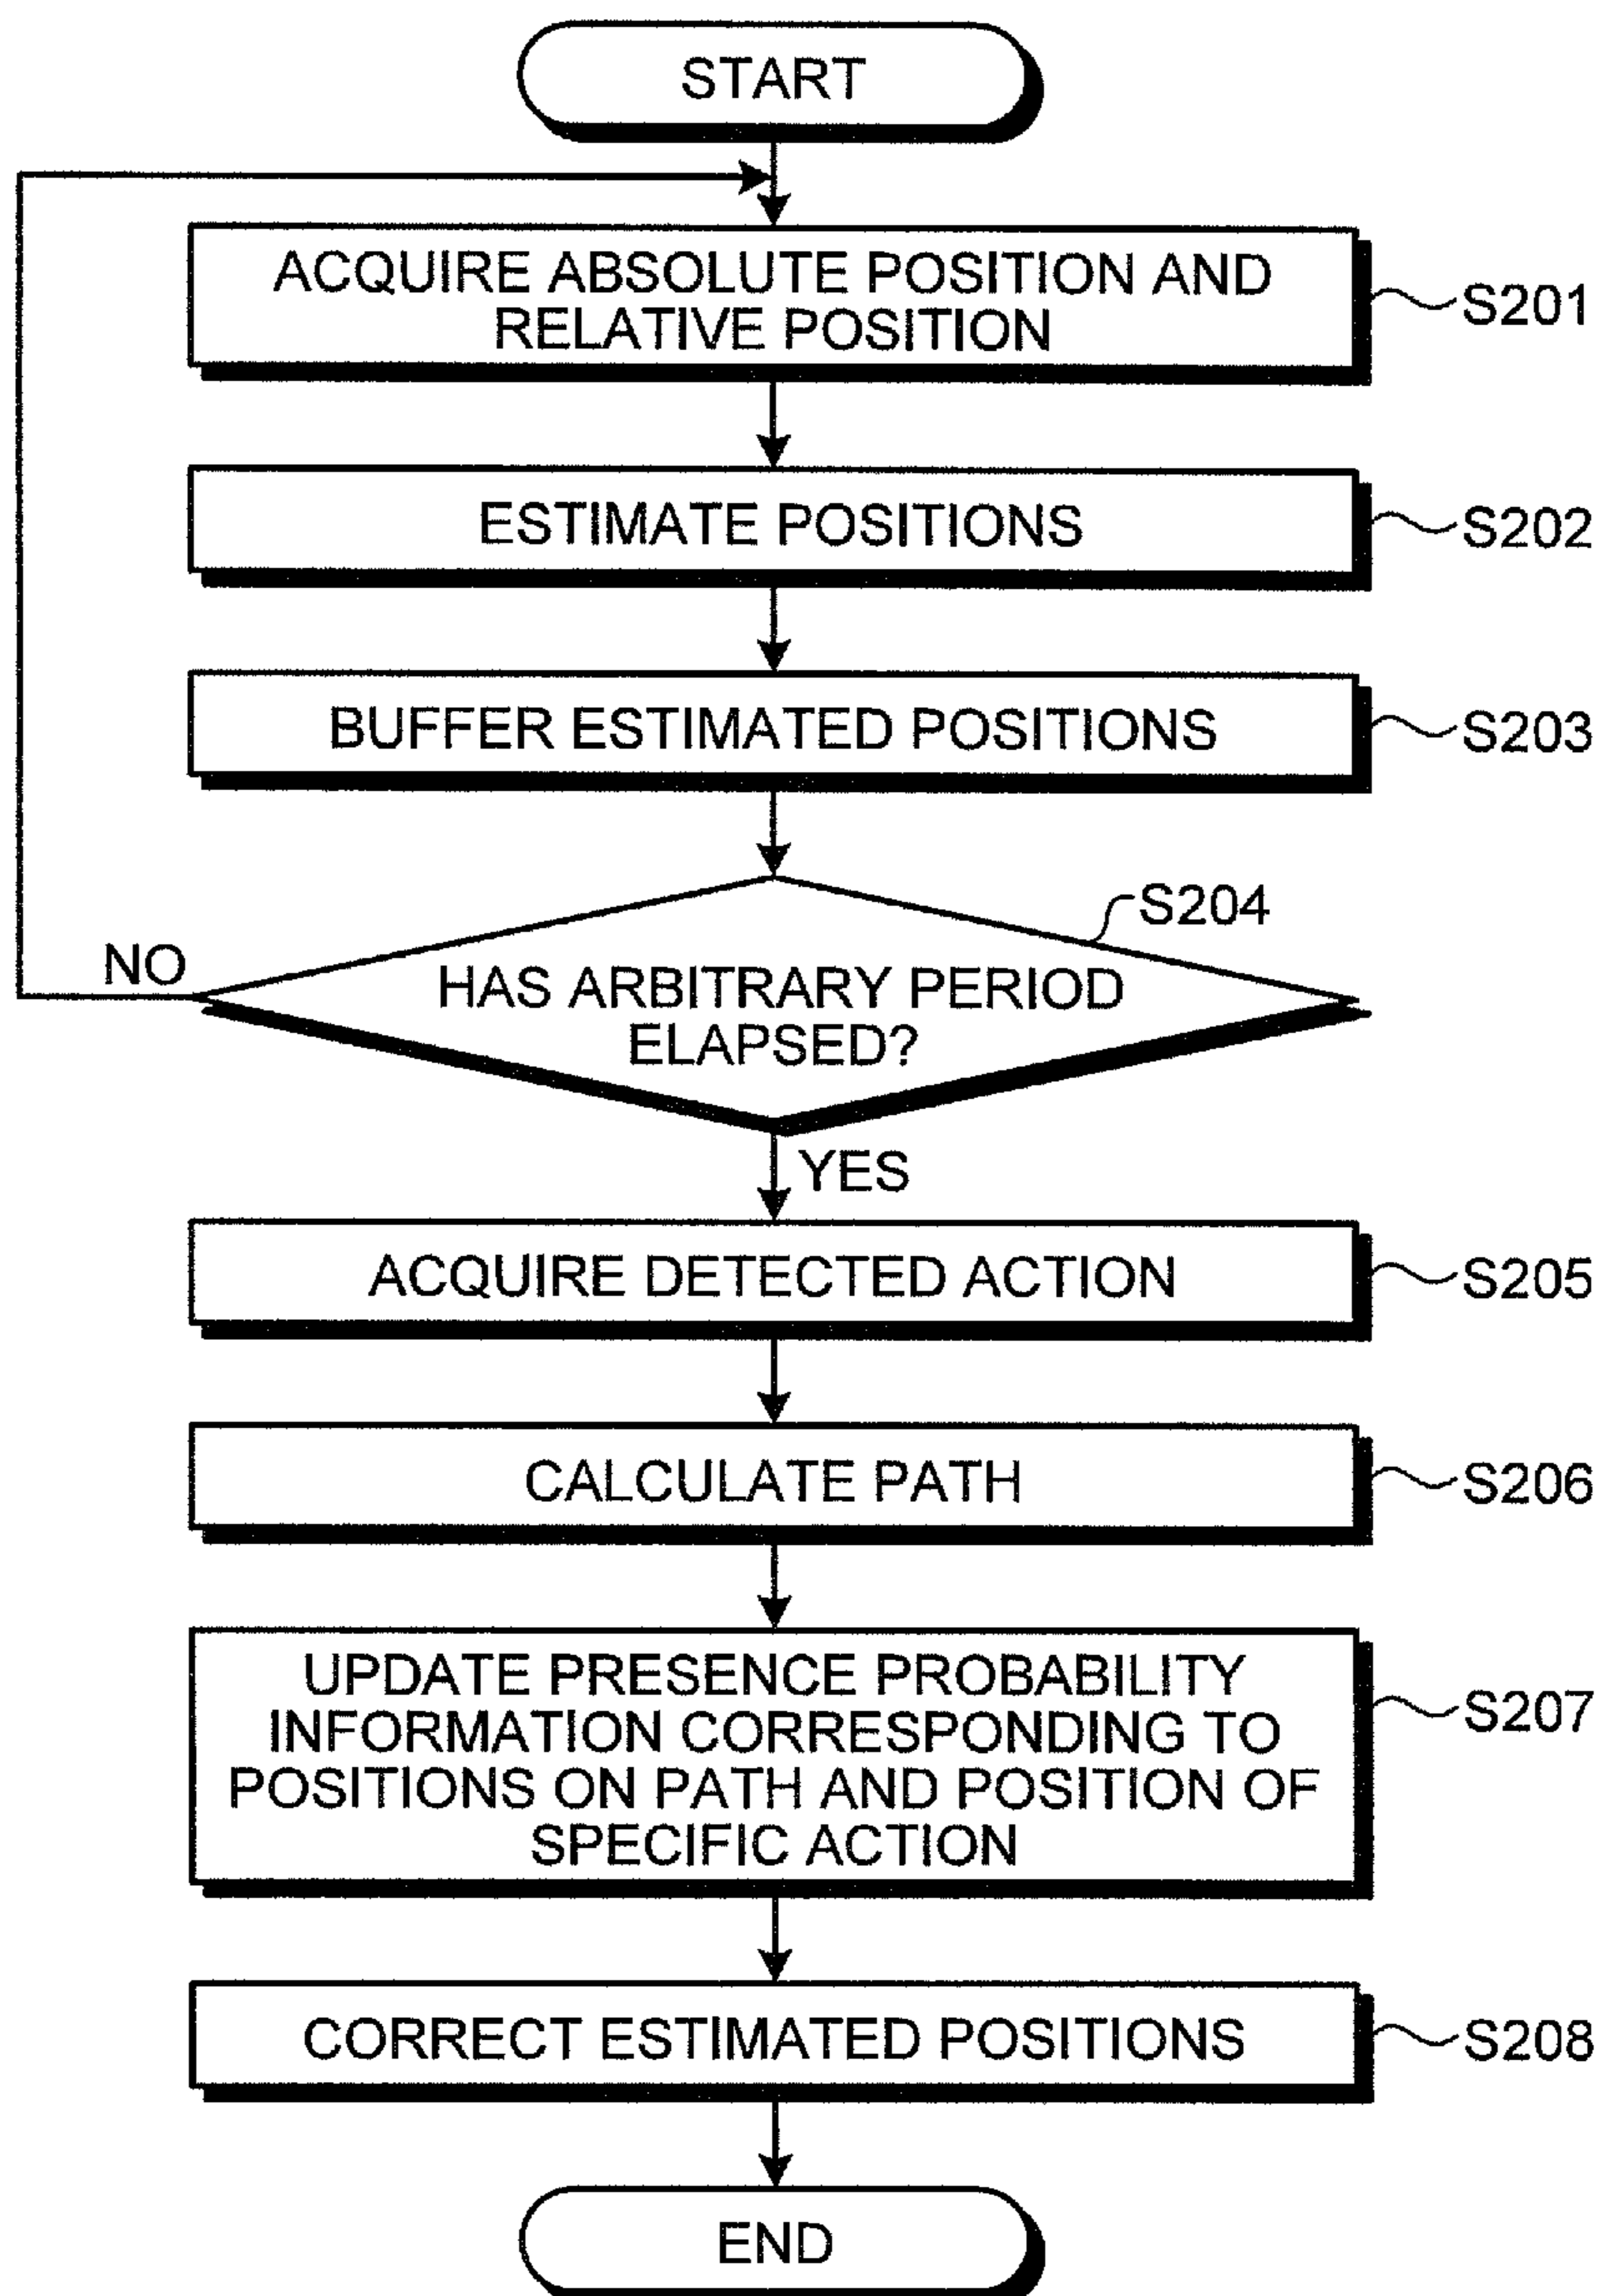 START
ACQUIRE ABSOLUTE POSITION AND
RELATIVE POSITION
S201
ESTIMATE POSITIONS
S202
BUFFER ESTIMATED POSITIONS
S203
S204
NO
HAS ARBITRARY PERIOD
ELAPSED?
YES
ACQUIRE DETECTED ACTION
S205
CALCULATE PATH
S206
UPDATE PRESENCE PROBABILITY
INFORMATION CORRESPONDING TO
POSITIONS ON PATH AND POSITION OF
SPECIFIC ACTION
S207
CORRECT ESTIMATED POSITIONS
S208
END